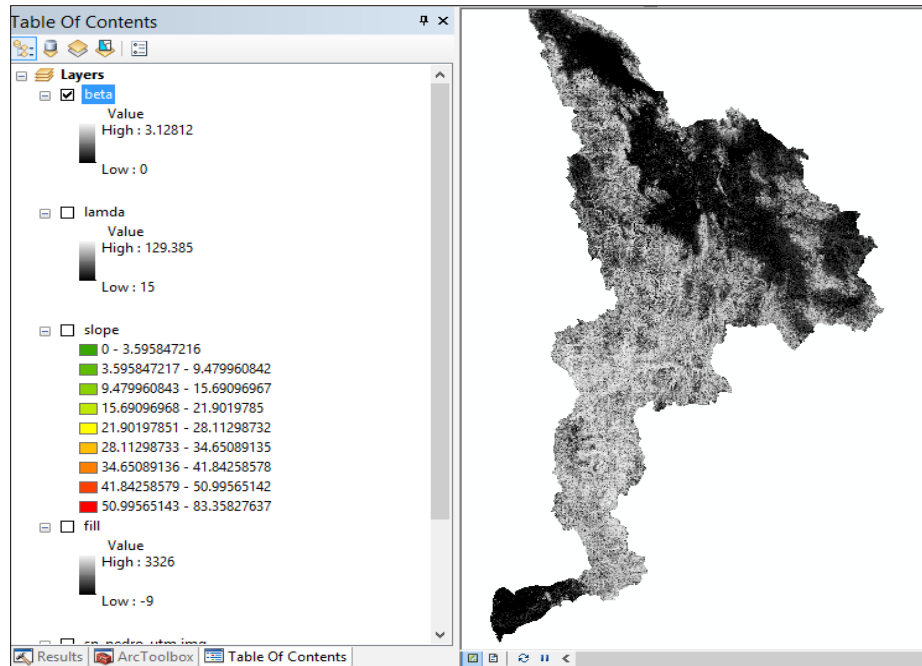 Table Of Contents
Layers
beta
Value
High : 3.12812
Low : 0
lamda
Value
High : 129.385
Low : 15
slope
0 - 3.595847216
3.595847217 - 9.479960842
9.479960843 - 15.69096967
15.69096968 - 21.9019785
21.90197851 - 28.11298732
28.11298733 - 34.65089135
34.65089136 - 41.84258578
41.84258579 - 50.99565142
50.99565143 - 83.35827637
fill
Value
High : 3326
Low : -9
Results ArcToolbox Table Of Contents